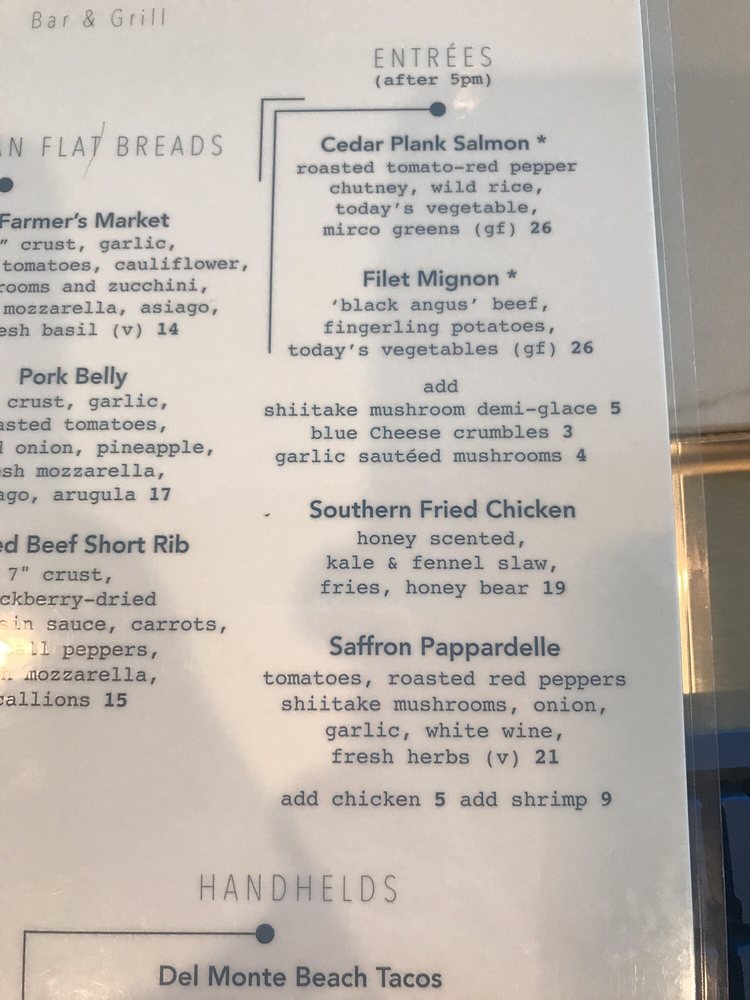 Bar & Grill
FLAT BREADS
Farmer's Market
crust, garlic,
tomatoes, cauliflower,
and zucchini,
mozzarella, asiago,
basil (v) 14
Pork Belly
crust, garlic,
tomatoes,
onion, pineapple,
mozzarella,
arugula 17
Beef Short Rib
7" crust,
sauce, carrots,
peppers,
mozzarella,
15
ENTRÉES
(after 5pm)
Cedar Plank Salmon *
roasted tomato-red pepper
chutney, wild rice,
today's vegetable,
mirco greens (gf) 26
Filet Mignon *
'black angus' beef,
fingerling potatoes,
today's vegetables (gf) 26
add
shiitake mushroom demi-glace 5
blue Cheese crumbles 3
garlic sautéed mushrooms 4
Southern Fried Chicken
honey scented,
kale & fennel slaw,
fries, honey bear 19
Saffron Pappardelle
tomatoes, roasted red peppers
shiitake mushrooms, onion,
garlic, white wine,
fresh herbs (v) 21
add chicken 5 add shrimp 9
HANDHELDS
Del Monte Beach Tacos